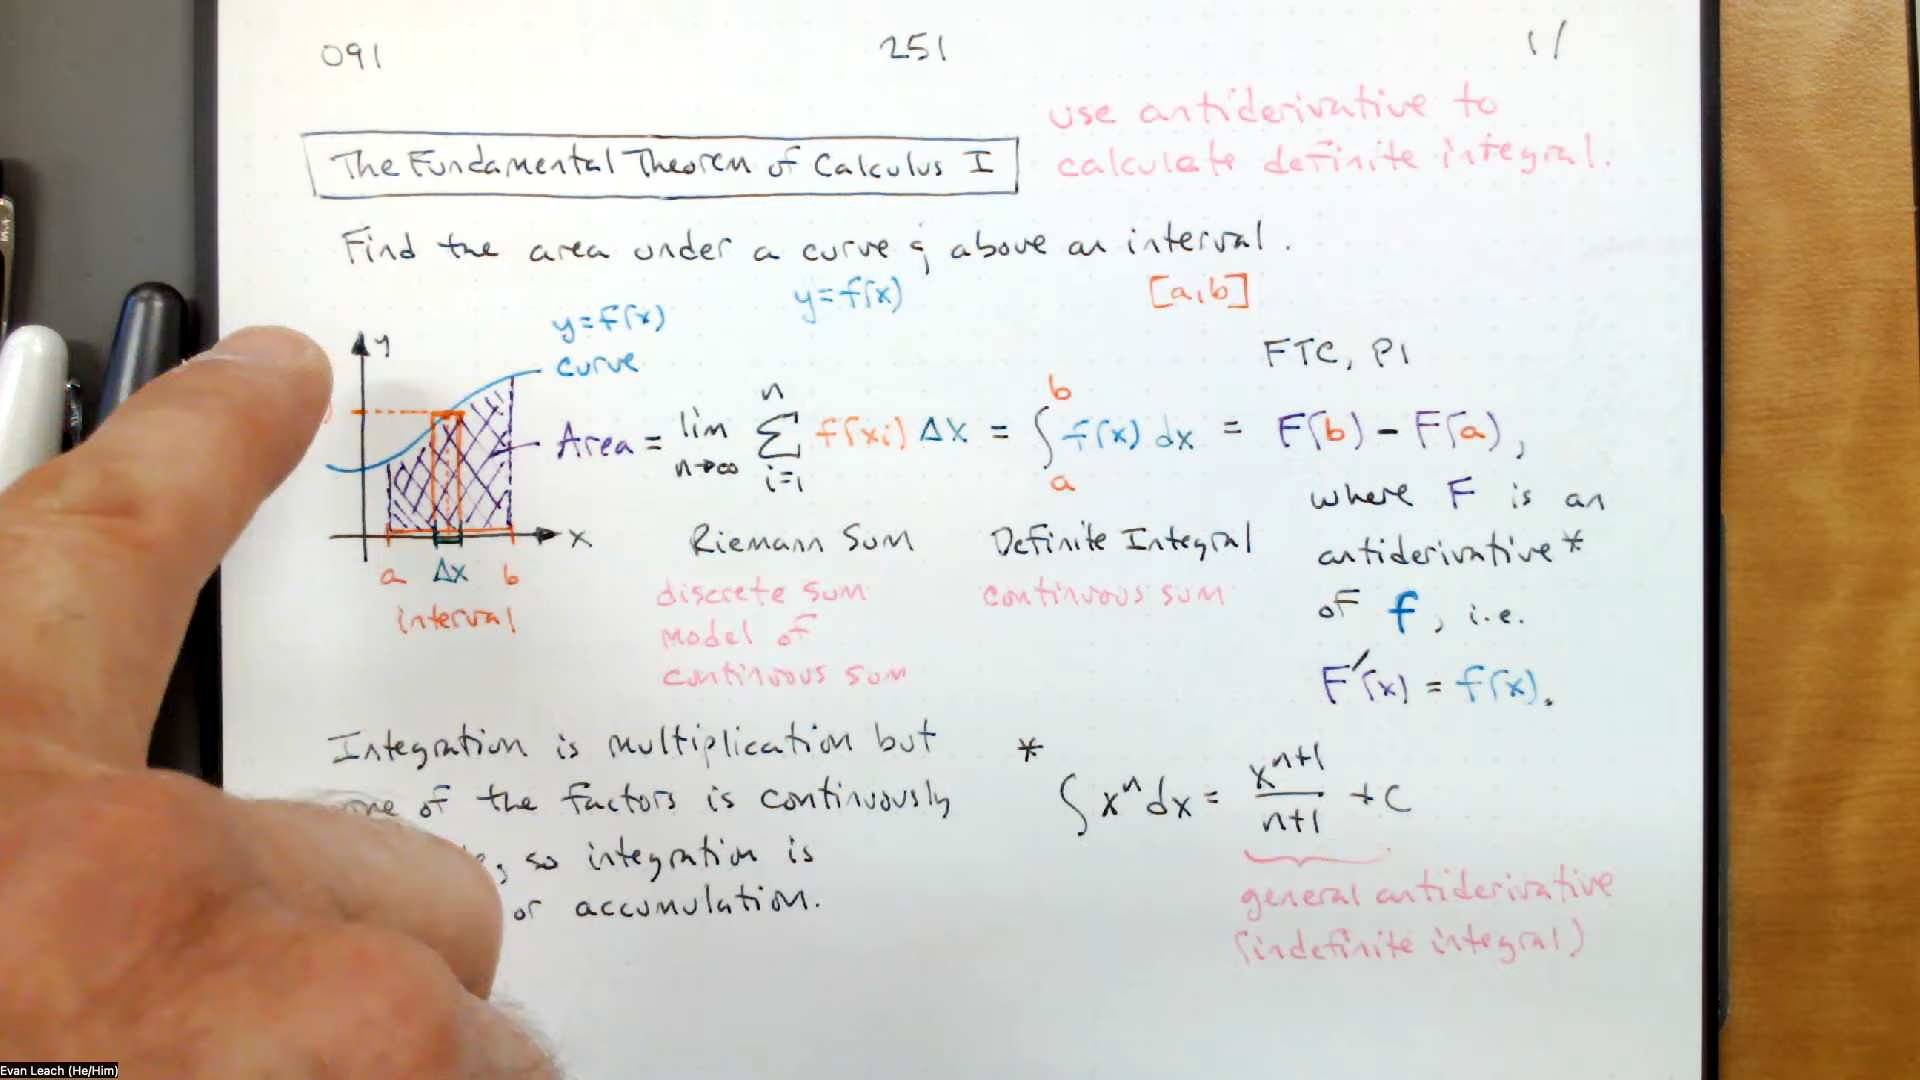 091 251 1/
use antiderivative to
calculate definite integral.
The Fundamental Theorem of Calculus I
Find the area under a curve & above an interval.
y=f(x) [a,b]
y=f(x)
curve
y
x
a Δx b
interval
FTC, P1
Area = lim n→∞ Σ i=1 n f(xi) Δx = ∫ a b f(x) dx = F(b) - F(a),
where F is an
antiderivative*
of f, i.e.
F'(x) = f(x).
Riemann Sum
discrete sum
model of
continuous sum
Definite Integral
continuous sum
Integration is multiplication but
of the factors is continuously
, so integration is
or accumulation.
* ∫ x^n dx = x^(n+1)/(n+1) + C
general antiderivative
(indefinite integral)
Evan Leach (He/Him)